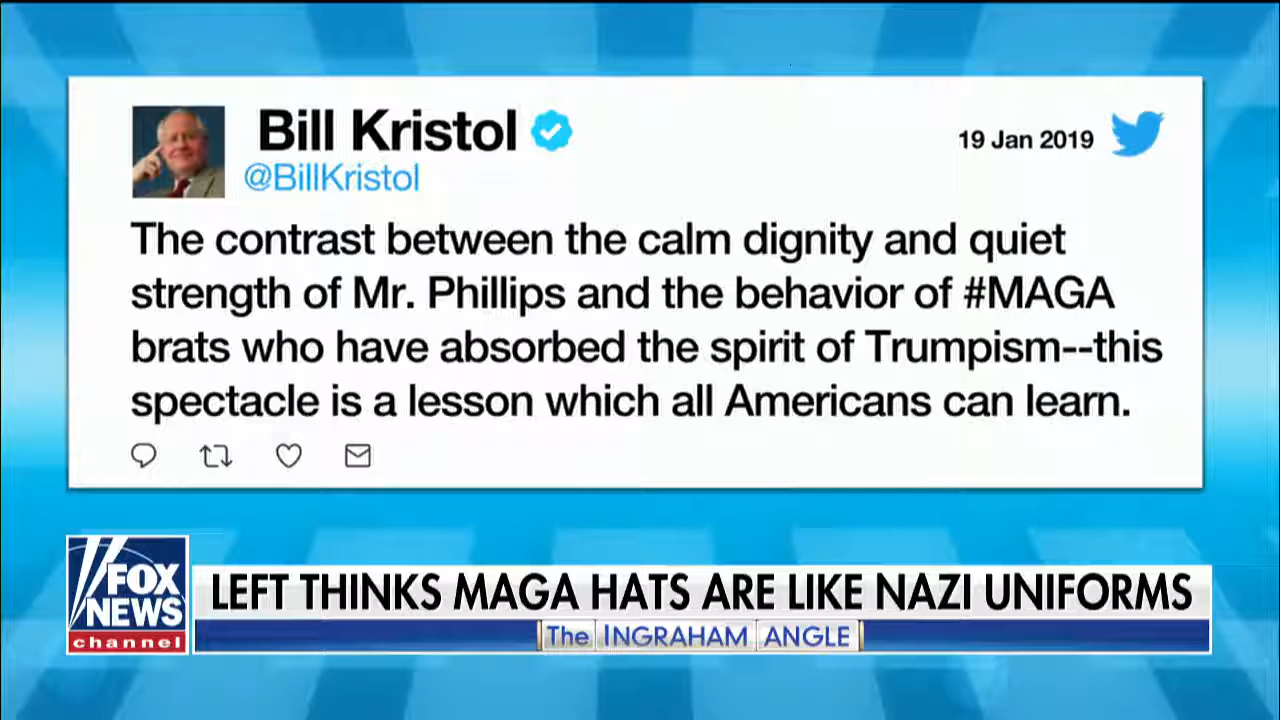 Bill Kristol
19 Jan 2019
@BillKristol
The contrast between the calm dignity and quiet
strength of Mr. Phillips and the behavior of #MAGA
brats who have absorbed the spirit of Trumpism--this
spectacle is a lesson which all Americans can learn.
FOX
NEWS
channel
LEFT THINKS MAGA HATS ARE LIKE NAZI UNIFORMS
The INGRAHAM ANGLE